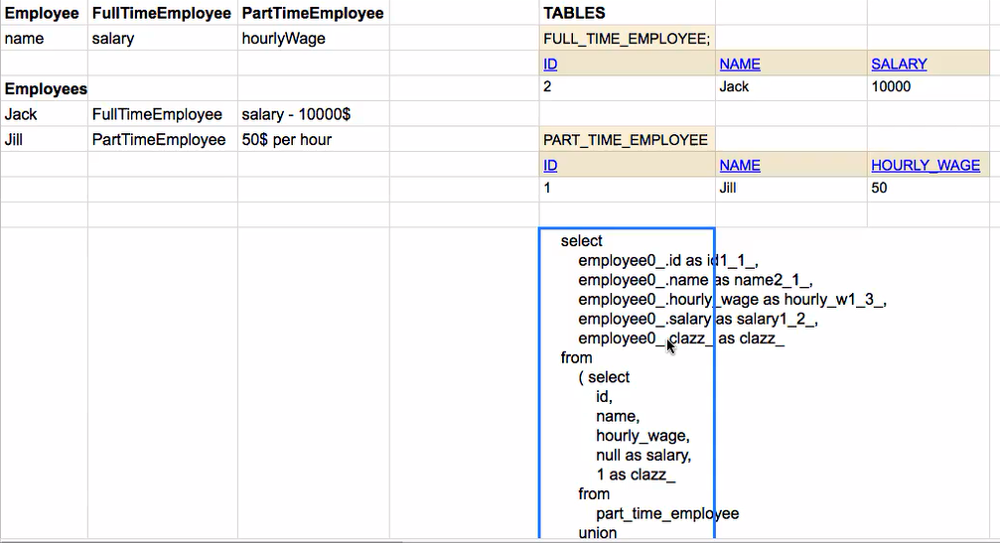 Employee FullTimeEmployee PartTimeEmployee TABLES
name salary hourlyWage FULL_TIME_EMPLOYEE;
ID NAME SALARY
Employees 2 Jack 10000
Jack FullTimeEmployee salary - 10000$
Jill PartTimeEmployee 50$ per hour PART_TIME_EMPLOYEE
ID NAME HOURLY_WAGE
1 Jill 50
select
employee0_.id as id1_1_,
employee0_.name as name2_1_,
employee0_.hourly_wage as hourly_w1_3_,
employee0_.salary as salary1_2_,
employee0_.clazz_ as clazz_
from
( select
id,
name,
hourly_wage,
null as salary,
1 as clazz_
from
part_time_employee
union